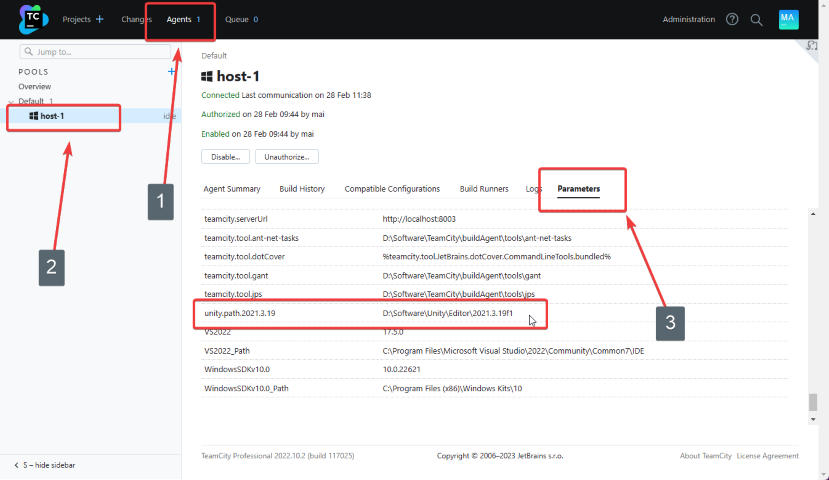 TC Projects + Changes Agents 1 Queue 0 Administration ? MA
Jump to...
POOLS +
Overview
Default 1
host-1 idle
1
2
Default
host-1
Connected Last communication on 28 Feb 11:38
Authorized on 28 Feb 09:44 by mai
Enabled on 28 Feb 09:44 by mai
Disable... Unauthorize...
Agent Summary Build History Compatible Configurations Build Runners Logs Parameters
teamcity.serverUrl http://localhost:8003
teamcity.tool.ant-net-tasks D:\Software\TeamCity\buildAgent\tools\ant-net-tasks
teamcity.tool.dotCover %teamcity.tool.JetBrains.dotCover.CommandLineTools.bundled%
teamcity.tool.gant D:\Software\TeamCity\buildAgent\tools\gant
teamcity.tool.jps D:\Software\TeamCity\buildAgent\tools\jps
unity.path.2021.3.19 D:\Software\Unity\Editor\2021.3.19f1
VS2022 17.5.0
3
VS2022_Path C:\Program Files\Microsoft Visual Studio\2022\Community\Common7\IDE
WindowsSDKv10.0 10.0.22621
WindowsSDKv10.0_Path C:\Program Files (x86)\Windows Kits\10
TeamCity Professional 2022.10.2 (build 117025) Copyright © 2006–2023 JetBrains s.r.o. About TeamCity License Agreement
S – hide sidebar